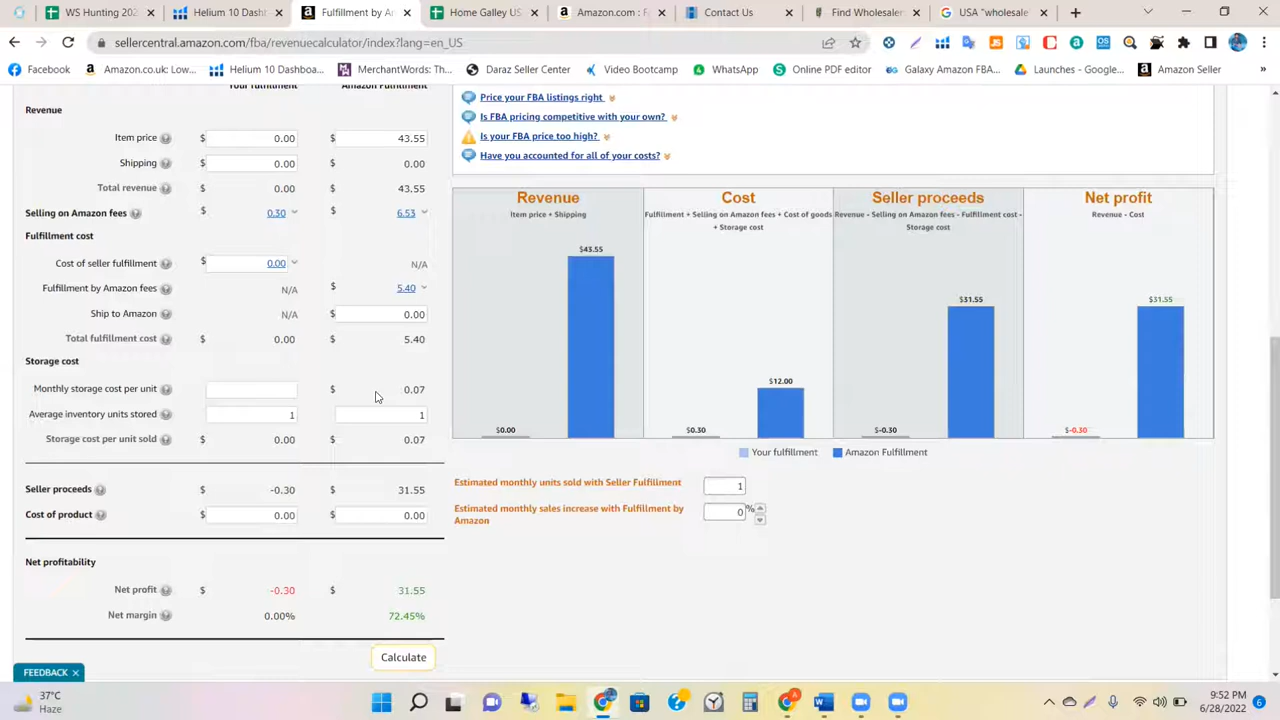 WS Hunting 202
Helium 10 Dash
Fulfillment by Ar
Home Galley US
Amazon.com : F
Contact Us
Find Wholesaler
USA "wholesale
sellercentral.amazon.com/fba/revenuecalculator/index?lang=en_US
Facebook
Amazon.co.uk: Low...
Helium 10 Dashboa...
MerchantWords: Th...
Daraz Seller Center
Video Bootcamp
WhatsApp
Online PDF editor
Galaxy Amazon FBA...
Launches - Google...
Amazon Seller
Your fulfillment Amazon Fulfillment
Revenue
Item price $ 0.00 $ 43.55
Shipping $ 0.00 $ 0.00
Total revenue $ 0.00 $ 43.55
Selling on Amazon fees $ 0.30 $ 6.53
Fulfillment cost
Cost of seller fulfillment $ 0.00 N/A
Fulfillment by Amazon fees N/A $ 5.40
Ship to Amazon N/A $ 0.00
Total fulfillment cost $ 0.00 $ 5.40
Storage cost
Monthly storage cost per unit $ 0.07
Average inventory units stored 1 1
Storage cost per unit sold $ 0.00 $ 0.07
Seller proceeds $ -0.30 $ 31.55
Cost of product $ 0.00 $ 0.00
Net profitability
Net profit $ -0.30 $ 31.55
Net margin 0.00% 72.45%
Calculate
FEEDBACK X
Price your FBA listings right
Is FBA pricing competitive with your own?
Is your FBA price too high?
Have you accounted for all of your costs?
Revenue
Item price + Shipping
$43.55
$0.00
Cost
Fulfillment + Selling on Amazon fees + Cost of goods
+ Storage cost
$12.00
$0.30
Seller proceeds
Revenue - Selling on Amazon fees - Fulfillment cost -
Storage cost
$31.55
$-0.30
Net profit
Revenue - Cost
$31.55
$-0.30
Your fulfillment Amazon Fulfillment
Estimated monthly units sold with Seller Fulfillment 1
Estimated monthly sales increase with Fulfillment by
Amazon 0 %
37°C
Haze
9:52 PM
6/28/2022
6